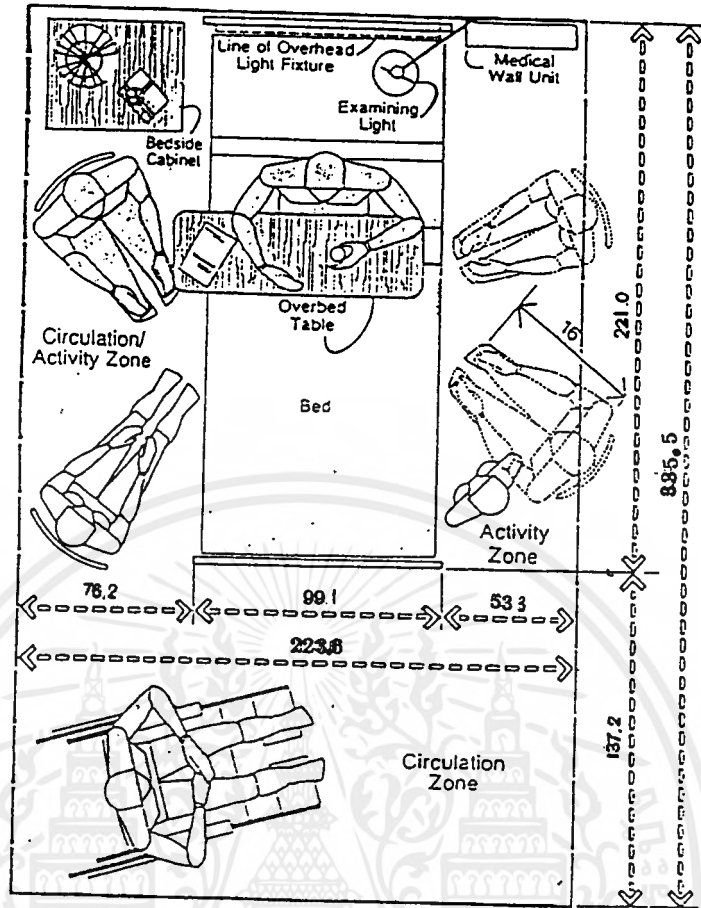 Line of Overhead
Light Fixture
Medical
Wall Unit
Examining
Light
Bedside
Cabinet
Overbed
Table
Circulation/
Activity Zone
Bed
16
221.0
Activity
Zone
76.2
99.1
53.3
223.6
137.2
Circulation
Zone